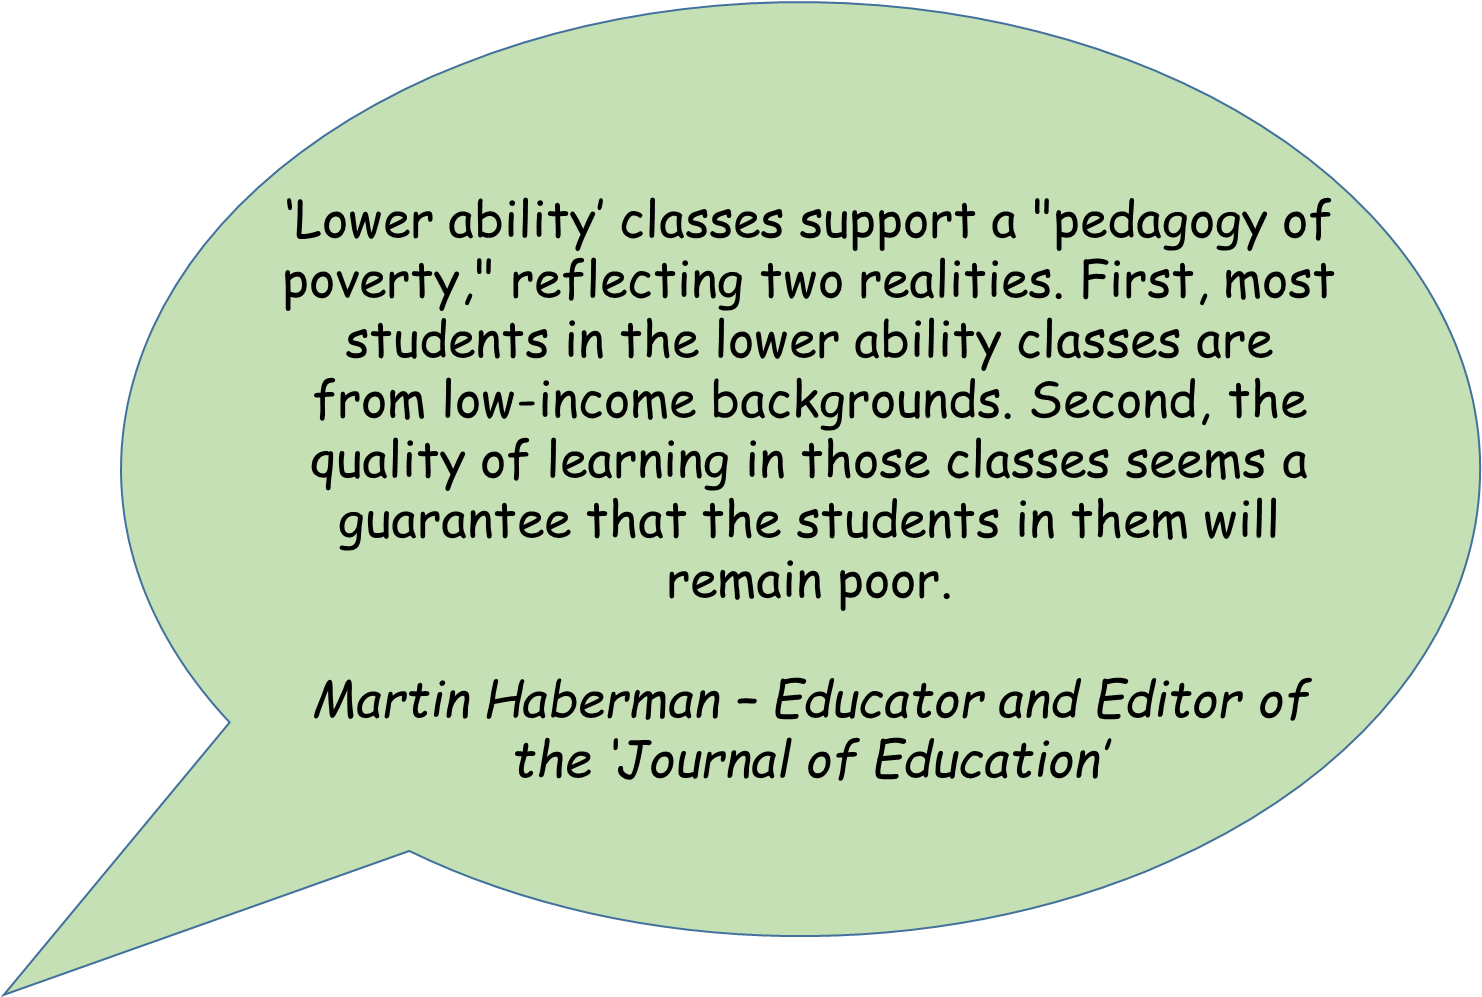 ‘Lower ability’ classes support a "pedagogy of
poverty," reflecting two realities. First, most
students in the lower ability classes are
from low-income backgrounds. Second, the
quality of learning in those classes seems a
guarantee that the students in them will
remain poor.
Martin Haberman – Educator and Editor of
the ‘Journal of Education’